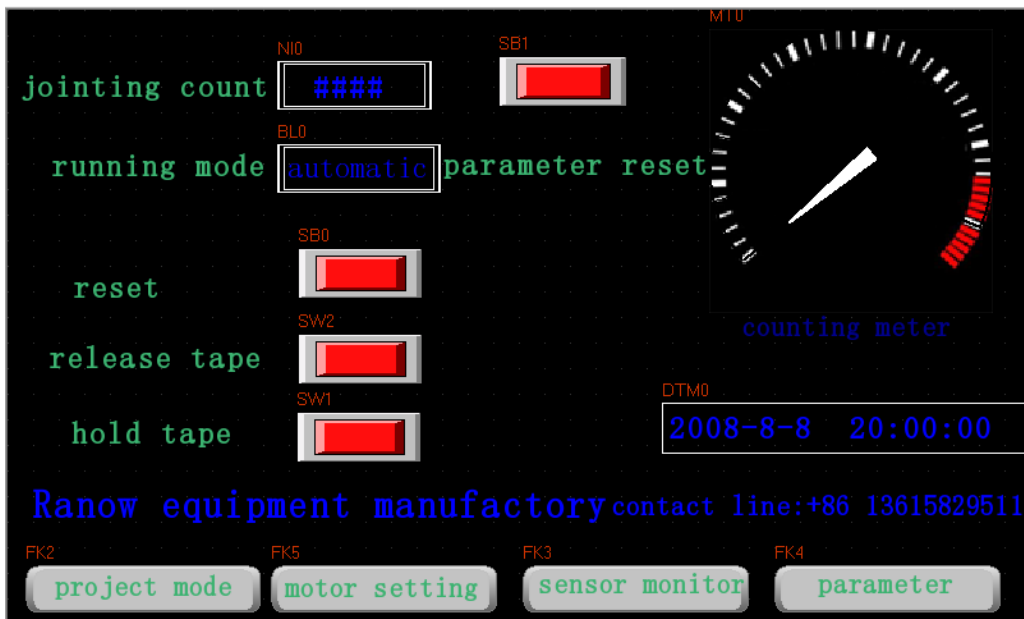 MT0
NI0 SB1
jointing count #### 
BL0
running mode automatic parameter reset
SB0
reset
SW2
counting meter
release tape
SW1
DTM0
hold tape 2008-8-8 20:00:00
Ranow equipment manufactory contact line:+86 13615829511
FK2 FK5 FK3 FK4
project mode motor setting sensor monitor parameter